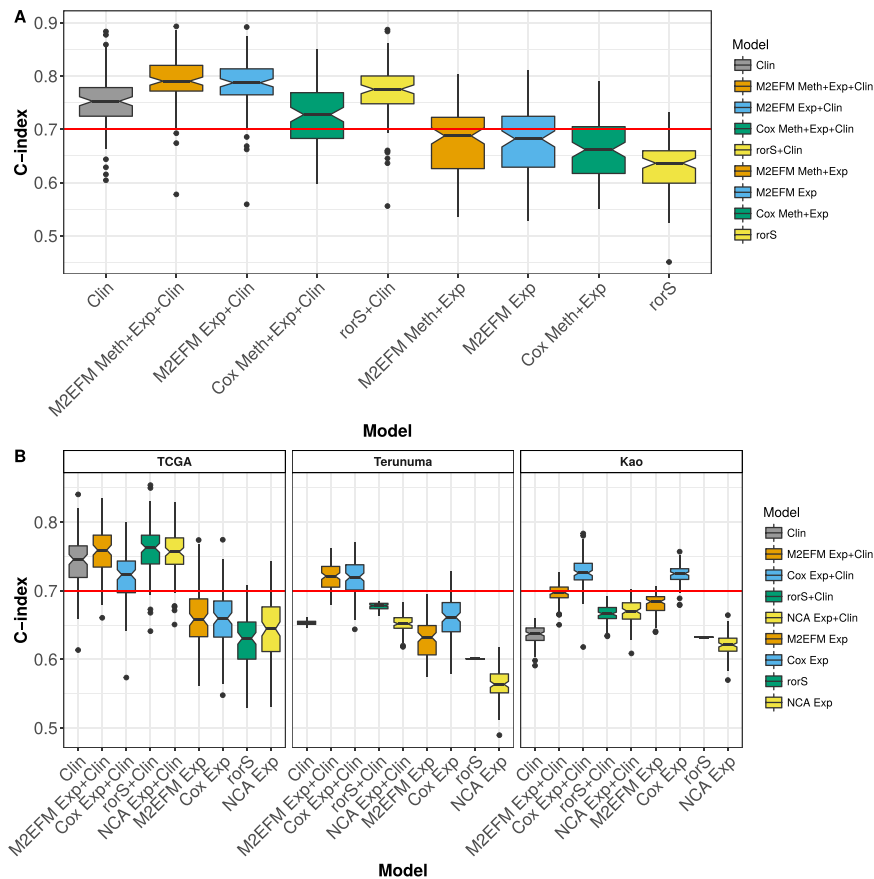 A
0.9
0.8
0.7
0.6
0.5
C-index
Clin
M2EFM Meth+Exp+Clin
M2EFM Exp+Clin
Cox Meth+Exp+Clin
rorS+Clin
M2EFM Meth+Exp
M2EFM Exp
Cox Meth+Exp
rorS
Model
Model
Clin
M2EFM Meth+Exp+Clin
M2EFM Exp+Clin
Cox Meth+Exp+Clin
rorS+Clin
M2EFM Meth+Exp
M2EFM Exp
Cox Meth+Exp
rorS
B
TCGA
Terunuma
Kao
0.8
0.7
0.6
0.5
C-index
Clin
M2EFM Exp+Clin
Cox Exp+Clin
rorS+Clin
NCA Exp+Clin
M2EFM Exp
Cox Exp
rorS
NCA Exp
Clin
M2EFM Exp+Clin
Cox Exp+Clin
rorS+Clin
NCA Exp+Clin
M2EFM Exp
Cox Exp
rorS
NCA Exp
Clin
M2EFM Exp+Clin
Cox Exp+Clin
rorS+Clin
NCA Exp+Clin
M2EFM Exp
Cox Exp
rorS
NCA Exp
Model
Model
Clin
M2EFM Exp+Clin
Cox Exp+Clin
rorS+Clin
NCA Exp+Clin
M2EFM Exp
Cox Exp
rorS
NCA Exp